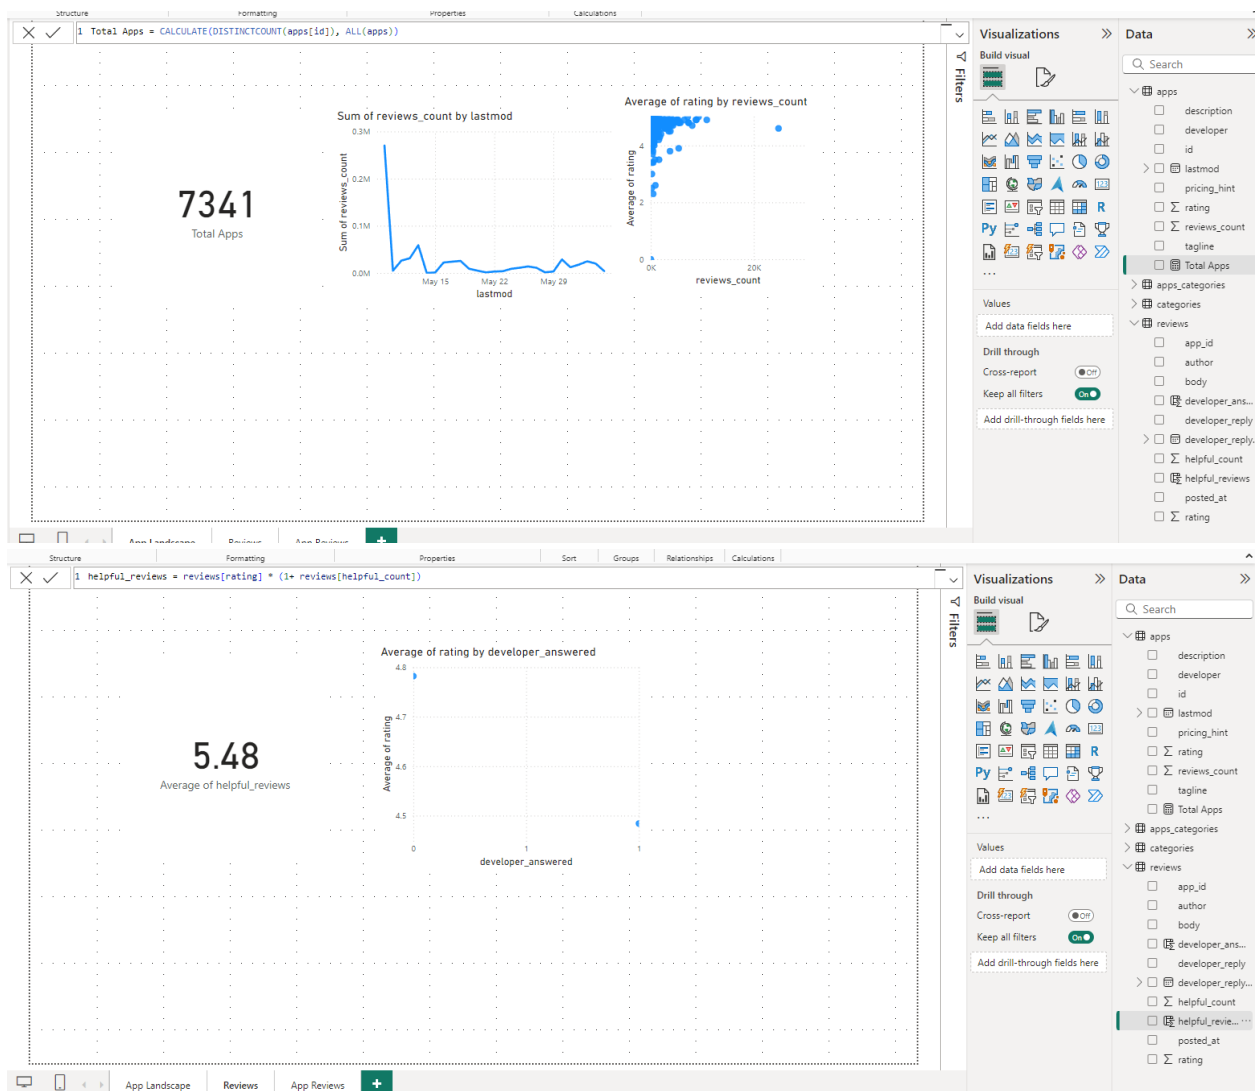 Structure Formatting Properties Calculations
1 Total Apps = CALCULATE(DISTINCTCOUNT(apps[id]), ALL(apps))
Filters
7341
Total Apps
Sum of reviews_count by lastmod
0.3M
0.2M
0.1M
0.0M
Sum of reviews_count
May 15 May 22 May 29
lastmod
Average of rating by reviews_count
4
2
0
Average of rating
0K 20K
reviews_count
Visualizations
Build visual
123
R
Py
...
Values
Add data fields here
Drill through
Cross-report Off
Keep all filters On
Add drill-through fields here
Data
Search
apps
description
developer
id
lastmod
pricing_hint
rating
reviews_count
tagline
Total Apps
apps_categories
categories
reviews
app_id
author
body
developer_ans...
developer_reply
developer_reply...
helpful_count
helpful_reviews
posted_at
rating
App Landscape Reviews App Reviews +
Structure Formatting Properties Sort Groups Relationships Calculations
1 helpful_reviews = reviews[rating] * (1+ reviews[helpful_count])
Filters
5.48
Average of helpful_reviews
Average of rating by developer_answered
4.8
4.7
4.6
4.5
Average of rating
0 1 1
developer_answered
Visualizations
Build visual
123
R
Py
...
Values
Add data fields here
Drill through
Cross-report Off
Keep all filters On
Add drill-through fields here
Data
Search
apps
description
developer
id
lastmod
pricing_hint
rating
reviews_count
tagline
Total Apps
apps_categories
categories
reviews
app_id
author
body
developer_ans...
developer_reply
developer_reply...
helpful_count
helpful_revie... ...
posted_at
rating
App Landscape Reviews App Reviews +